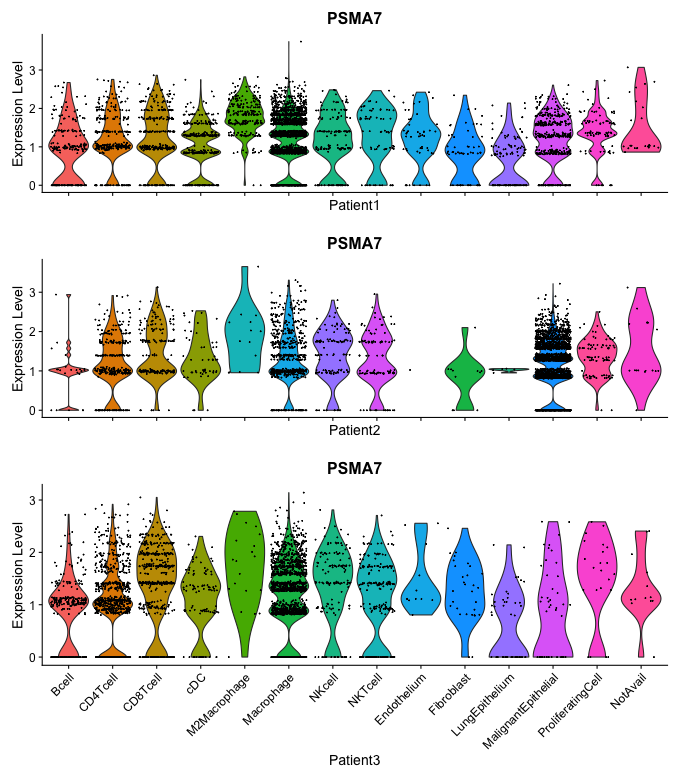 PSMA7
Expression Level
3
2
1
0
Patient1
PSMA7
Expression Level
3
2
1
0
Patient2
PSMA7
Expression Level
3
2
1
0
Bcell
CD4Tcell
CD8Tcell
cDC
M2Macrophage
Macrophage
NKcell
NKTcell
Endothelium
Fibroblast
LungEpithelium
MalignantEpithelial
ProliferatingCell
NotAvail
Patient3